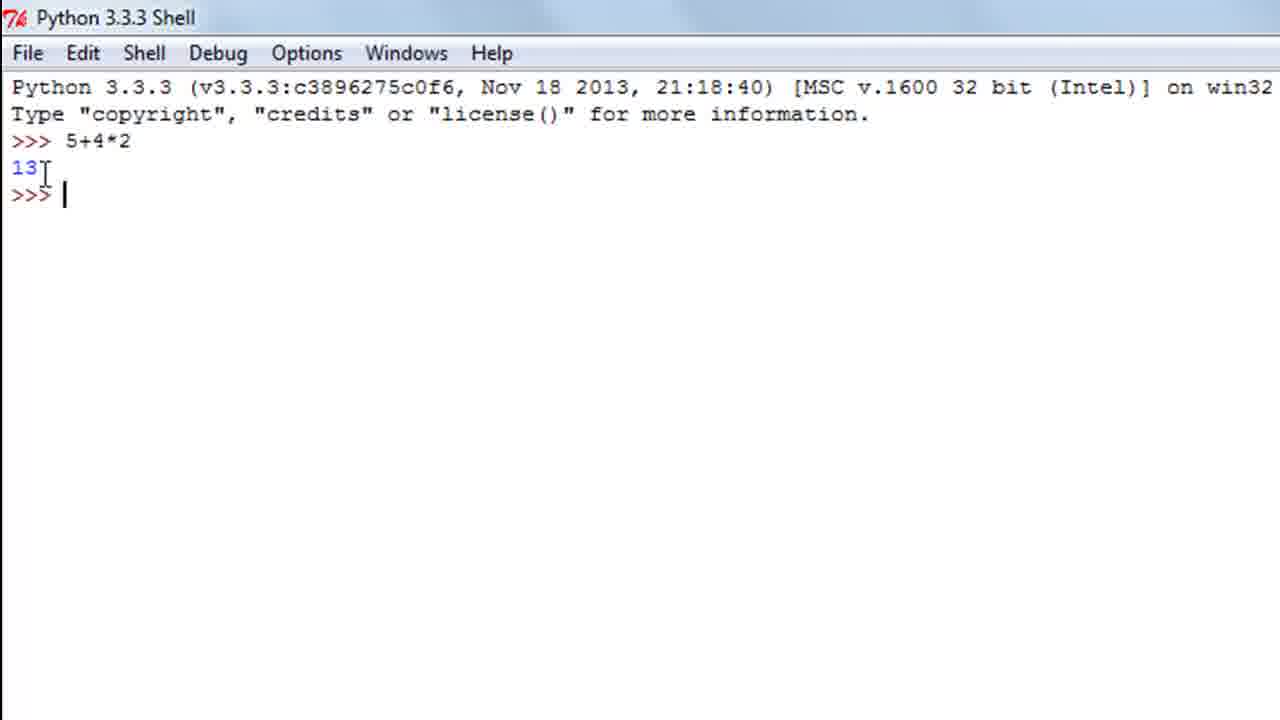 Python 3.3.3 Shell
File Edit Shell Debug Options Windows Help
Python 3.3.3 (v3.3.3:c3896275c0f6, Nov 18 2013, 21:18:40) [MSC v.1600 32 bit (Intel)] on win32
Type "copyright", "credits" or "license()" for more information.
>>> 5+4*2
13
>>>